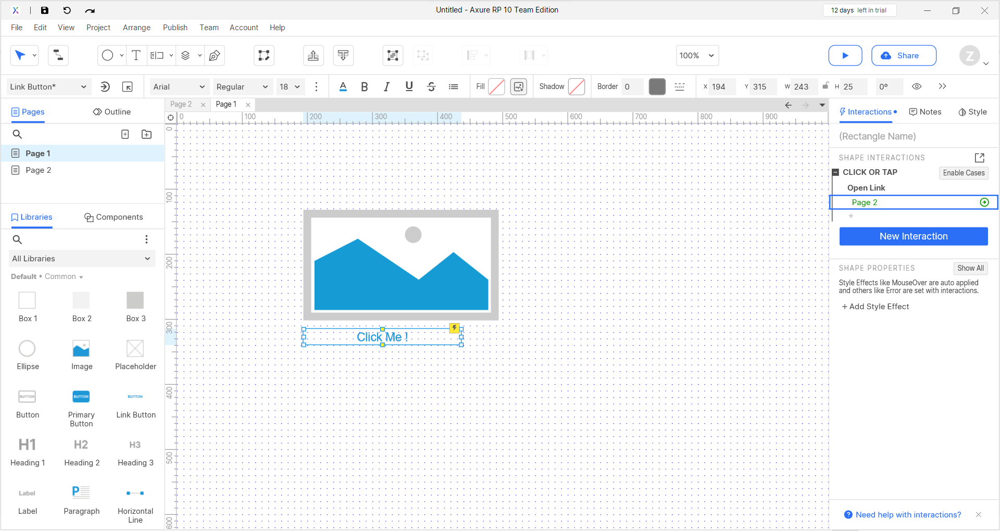 Untitled - Axure RP 10 Team Edition
12 days left in trial
File Edit View Project Arrange Publish Team Account Help
100%
Share
Z
Link Button*
Arial
Regular
18
A B I U S
Fill
Shadow
Border 0
X 194
Y 315
W 243
H 25
0°
Pages
Outline
Page 1
Page 2
Libraries
Components
All Libraries
Default • Common
Box 1
Box 2
Box 3
Ellipse
Image
Placeholder
BUTTON
BUTTON
BUTTON
Button
Primary
Button
Link Button
H1
H2
H3
Heading 1
Heading 2
Heading 3
Label
P
Label
Paragraph
Horizontal
Line
Page 2
Page 1
0 100 200 300 400 500 600 700 800 900
0
100
200
300
400
500
600
Click Me !
Interactions
Notes
Style
(Rectangle Name)
SHAPE INTERACTIONS
CLICK OR TAP
Enable Cases
Open Link
Page 2
+
New Interaction
SHAPE PROPERTIES
Show All
Style Effects like MouseOver are auto applied
and others like Error are set with interactions.
+ Add Style Effect
? Need help with interactions?